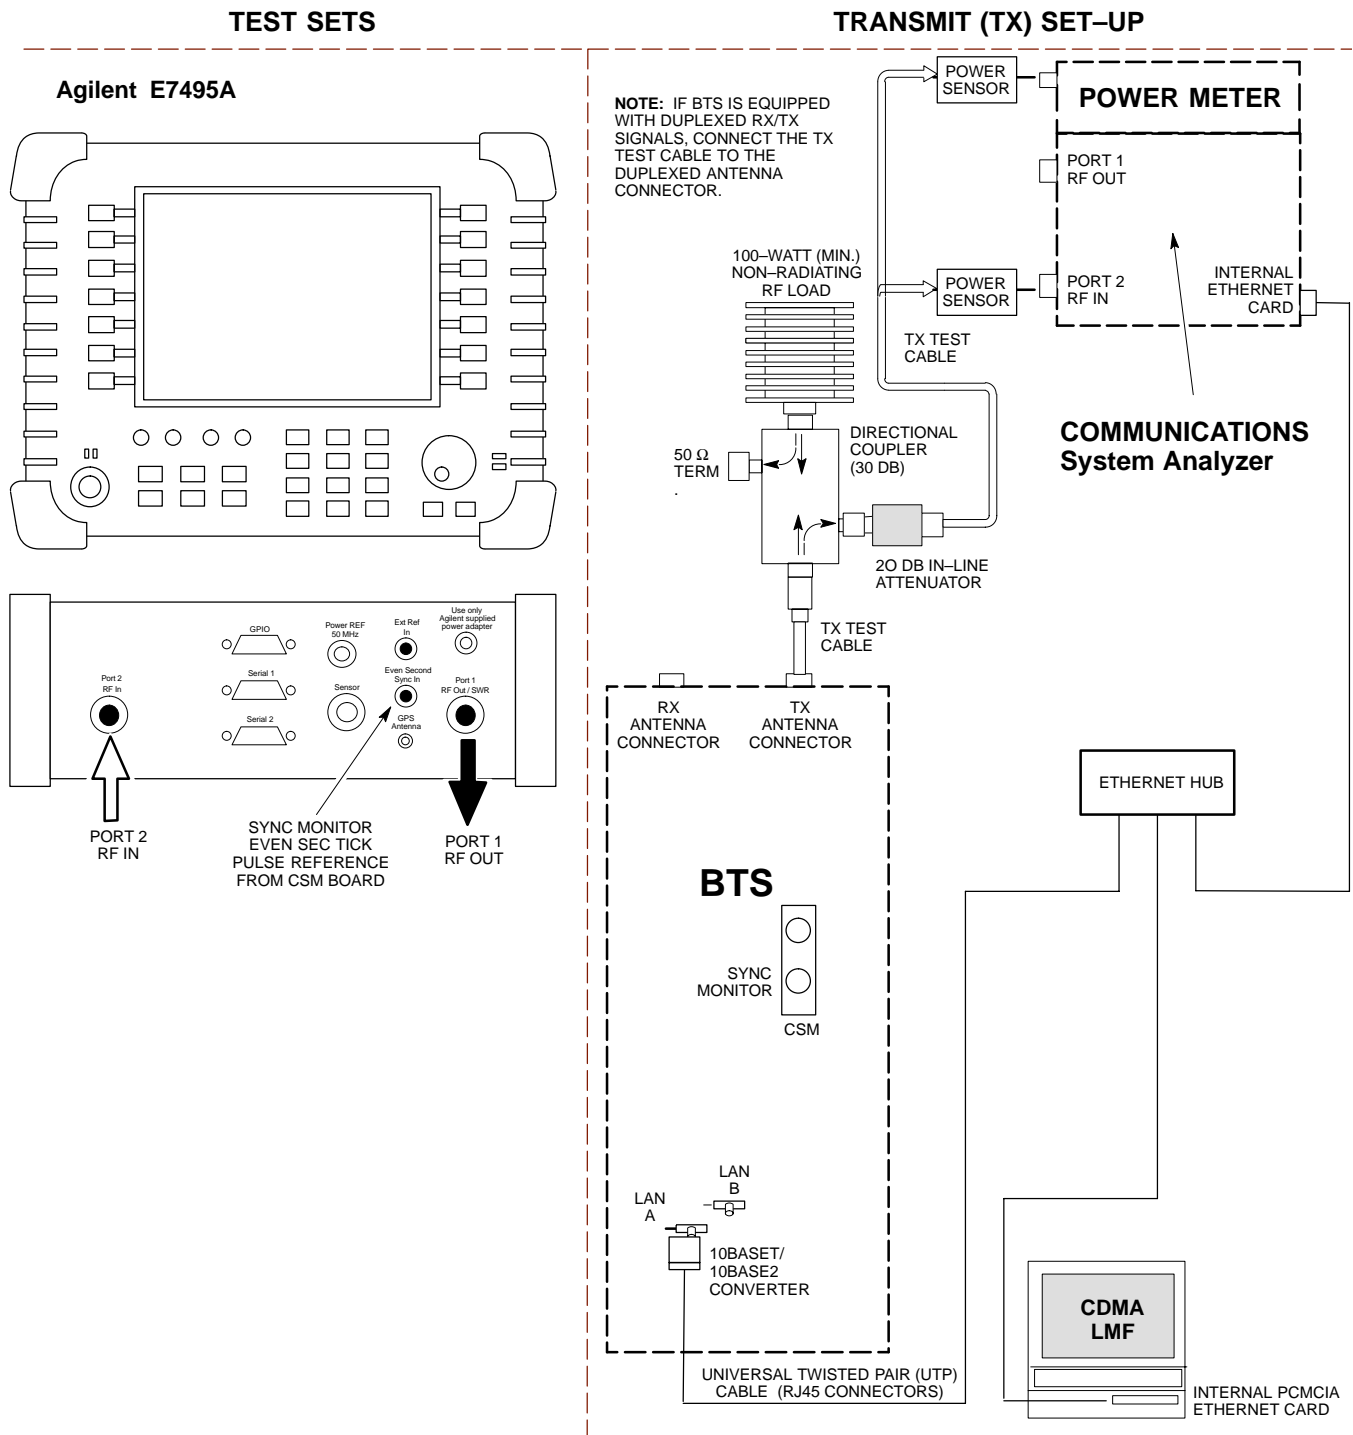 TEST SETS
TRANSMIT (TX) SET–UP
Agilent E7495A
NOTE: IF BTS IS EQUIPPED
WITH DUPLEXED RX/TX
SIGNALS, CONNECT THE TX
TEST CABLE TO THE
DUPLEXED ANTENNA
CONNECTOR.
POWER
SENSOR
POWER METER
PORT 1
RF OUT
100–WATT (MIN.)
NON–RADIATING
RF LOAD
POWER
SENSOR
PORT 2
RF IN
INTERNAL
ETHERNET
CARD
TX TEST
CABLE
COMMUNICATIONS
System Analyzer
50 Ω
TERM
.
DIRECTIONAL
COUPLER
(30 DB)
2O DB IN–LINE
ATTENUATOR
TX TEST
CABLE
GPIO
Serial 1
Serial 2
Power REF
50 MHz
Sensor
Ext Ref
In
Even Second
Sync In
GPS
Antenna
Use only
Agilent supplied
power adapter
Port 1
RF Out / SWR
Port 2
RF In
PORT 2
RF IN
SYNC MONITOR
EVEN SEC TICK
PULSE REFERENCE
FROM CSM BOARD
PORT 1
RF OUT
RX
ANTENNA
CONNECTOR
TX
ANTENNA
CONNECTOR
ETHERNET HUB
BTS
SYNC
MONITOR
CSM
LAN
B
LAN
A
10BASET/
10BASE2
CONVERTER
UNIVERSAL TWISTED PAIR (UTP)
CABLE (RJ45 CONNECTORS)
CDMA
LMF
INTERNAL PCMCIA
ETHERNET CARD